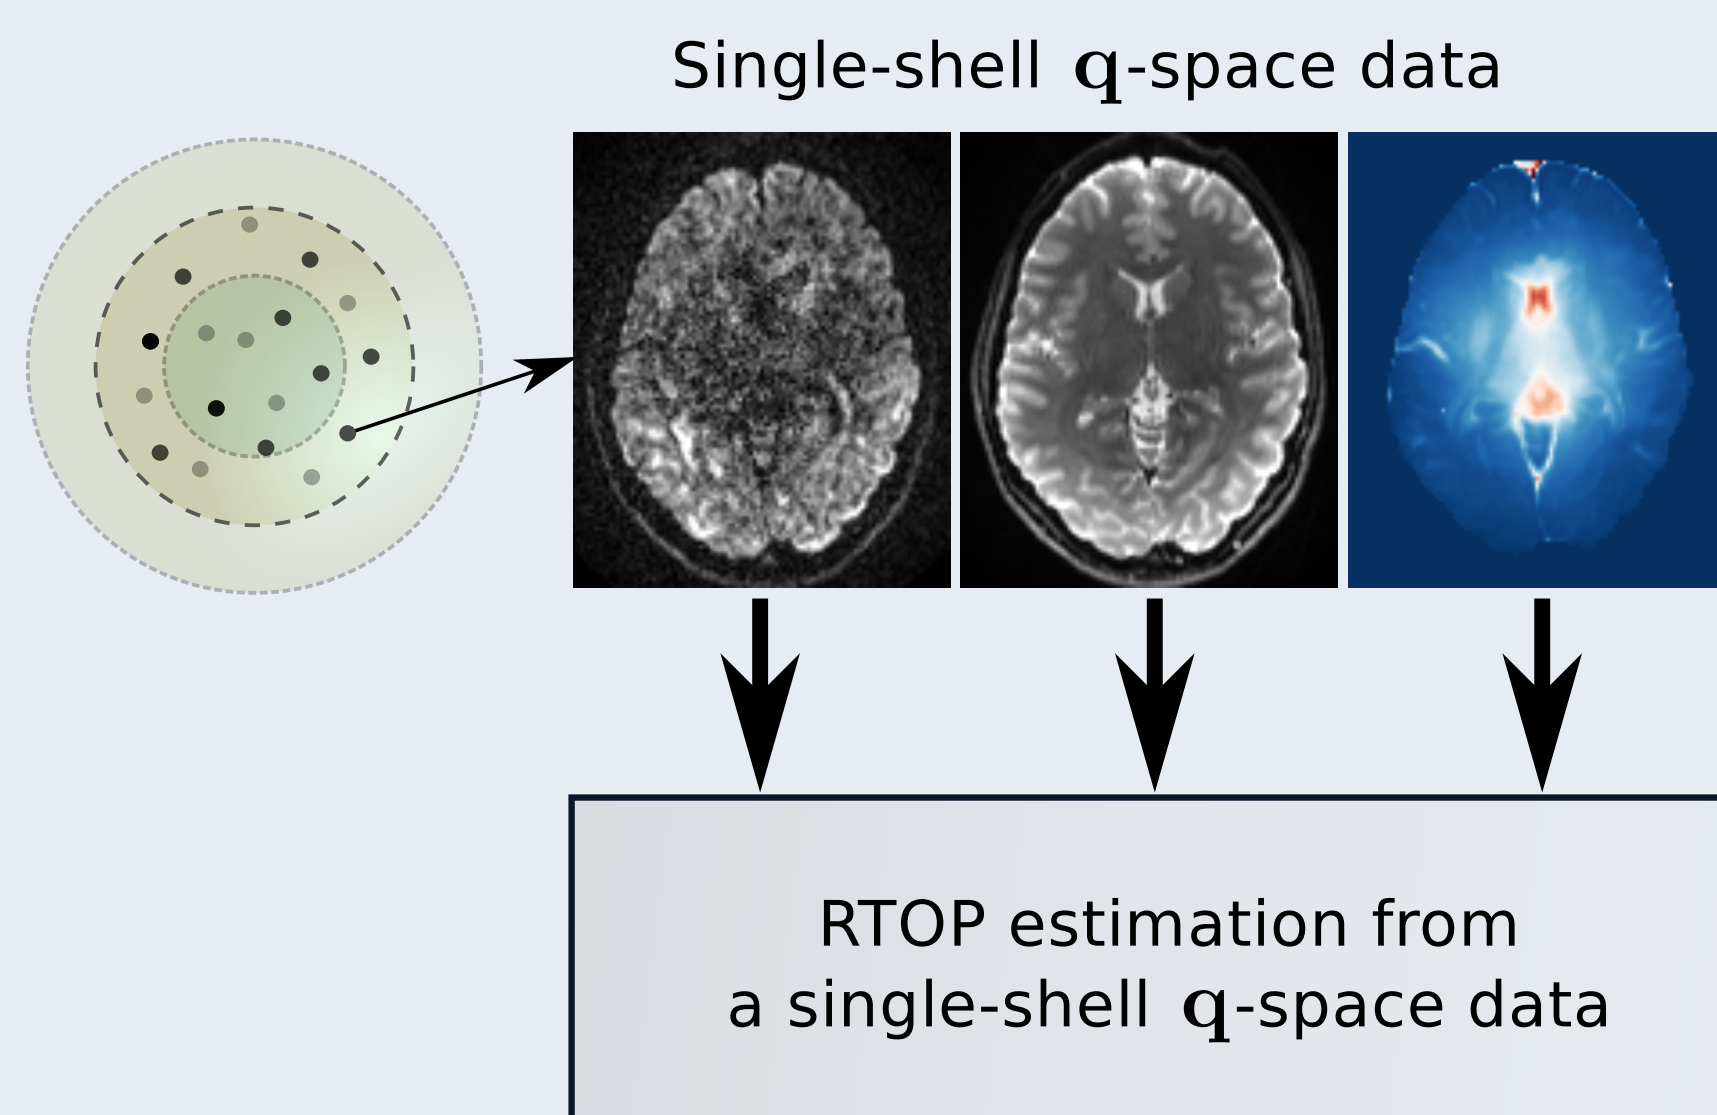 Single-shell q-space data
RTOP estimation from
a single-shell q-space data